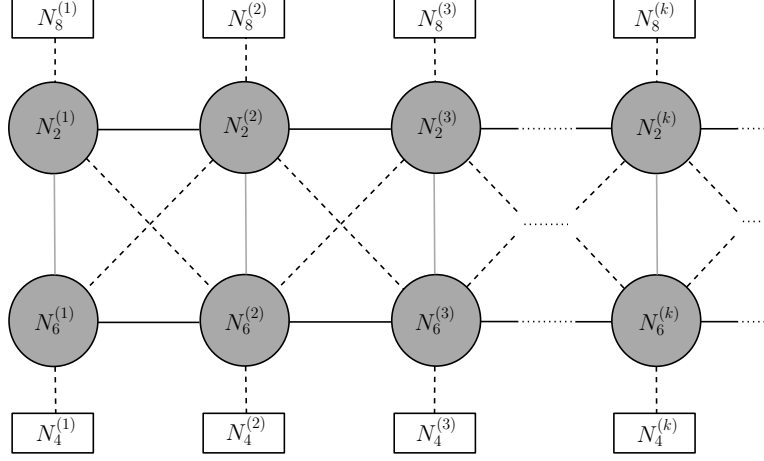 N_8^{(1)} N_8^{(2)} N_8^{(3)} N_8^{(k)}
N_2^{(1)} N_2^{(2)} N_2^{(3)} N_2^{(k)}
N_6^{(1)} N_6^{(2)} N_6^{(3)} N_6^{(k)}
N_4^{(1)} N_4^{(2)} N_4^{(3)} N_4^{(k)}